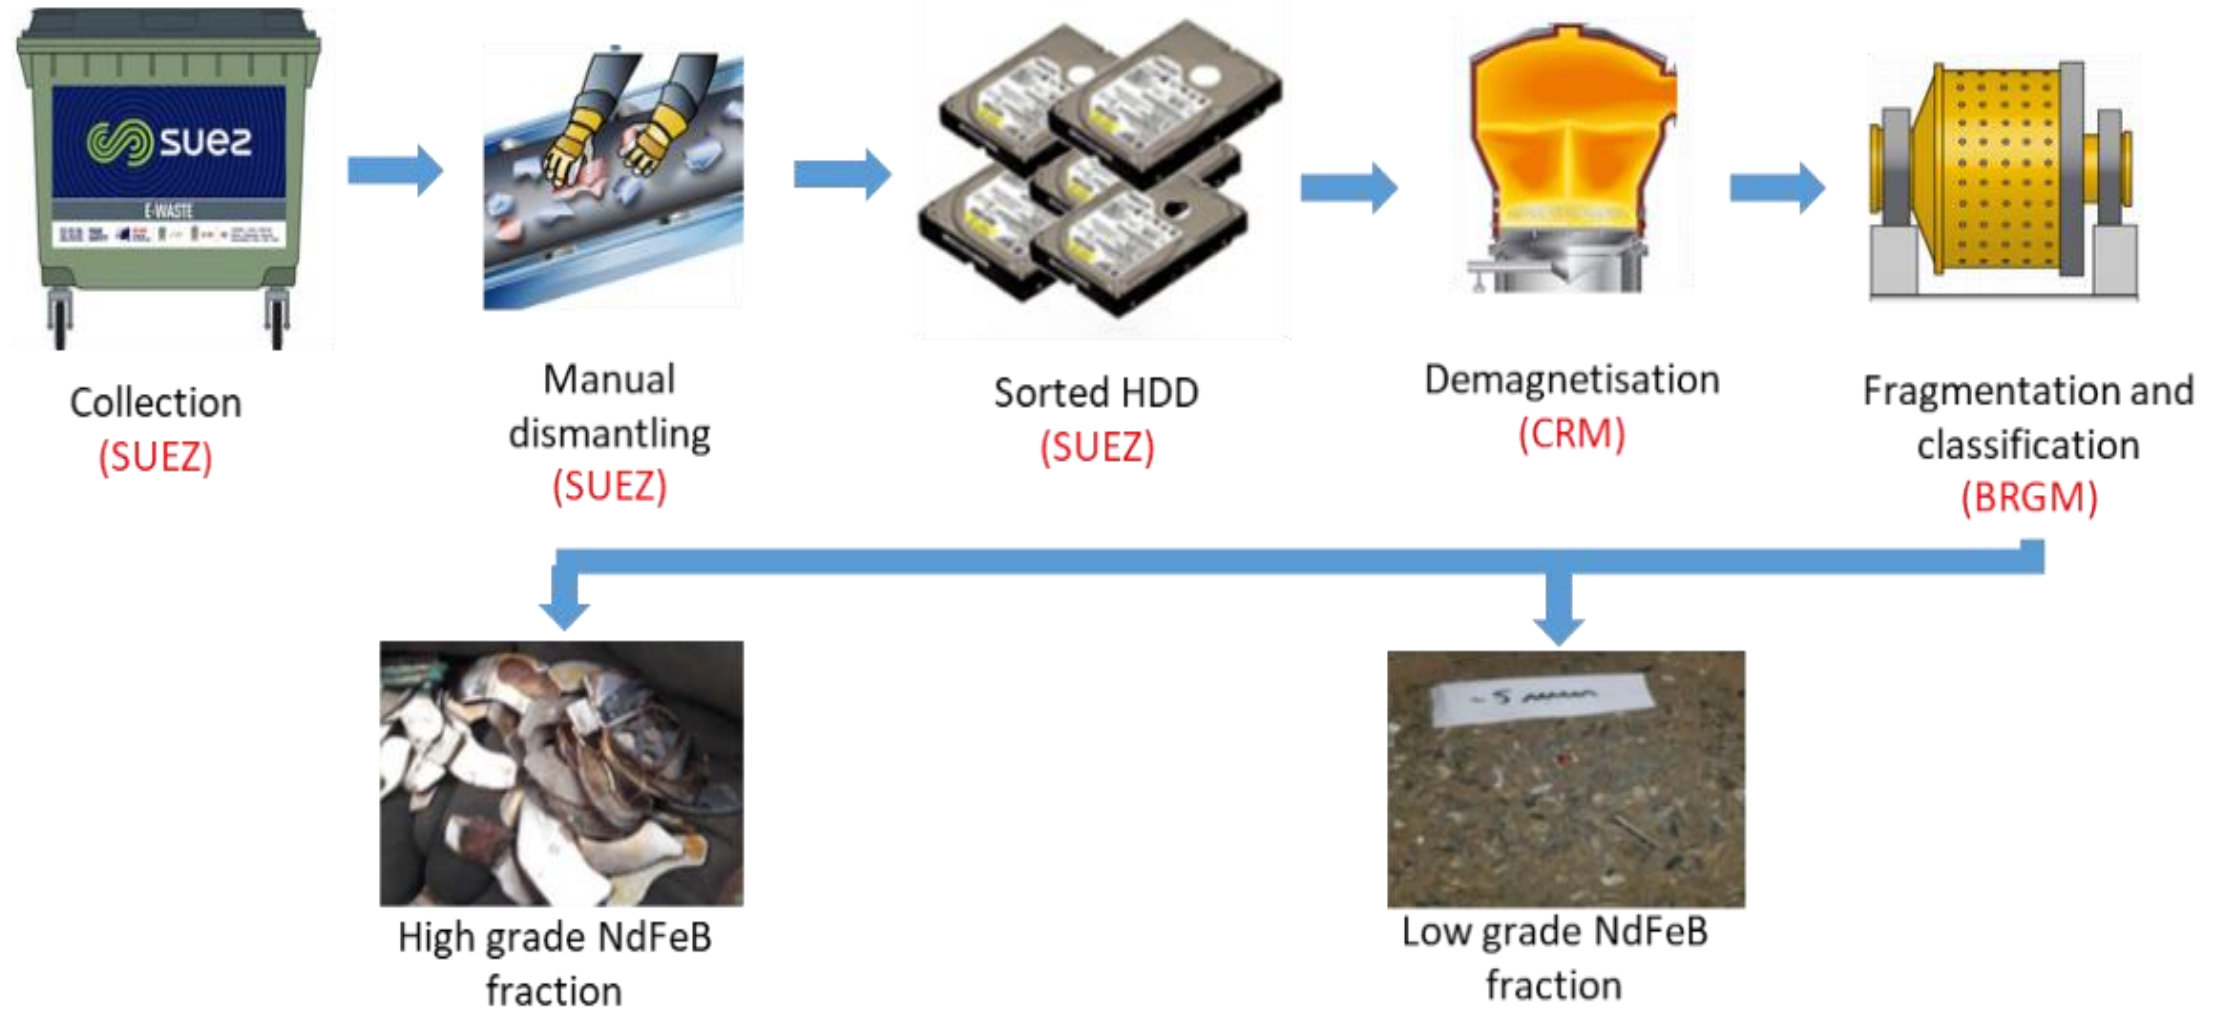 suez
E-WASTE
Collection
(SUEZ)
Manual
dismantling
(SUEZ)
Sorted HDD
(SUEZ)
Demagnetisation
(CRM)
Fragmentation and
classification
(BRGM)
High grade NdFeB
fraction
Low grade NdFeB
fraction